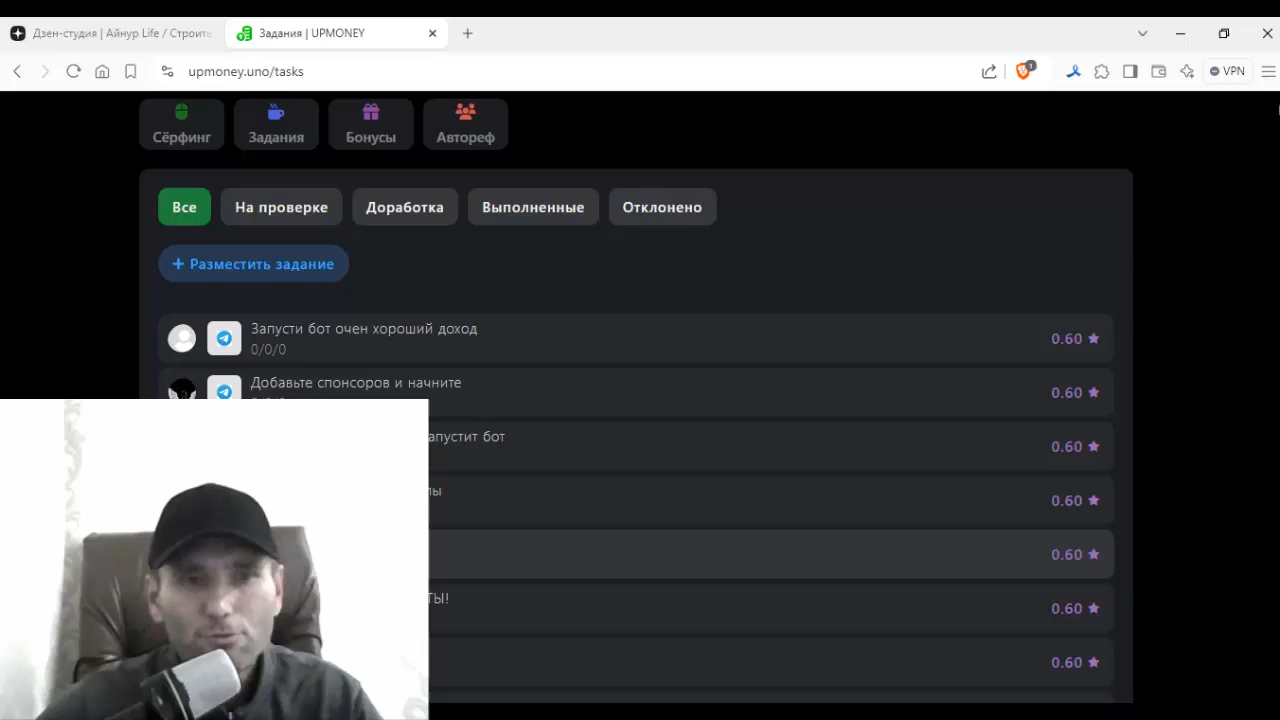 Дзен-студия | Айнур Life / Строите
Задания | UPMONEY
upmoney.uno/tasks
1
VPN
Сёрфинг
Задания
Бонусы
Автореф
Все
На проверке
Доработка
Выполненные
Отклонено
+ Разместить задание
Запусти бот очен хороший доход
0/0/0
0.60
Добавьте спонсоров и начните
0.60
апустит бот
0.60
0.60
0.60
ТЫ!
0.60
0.60